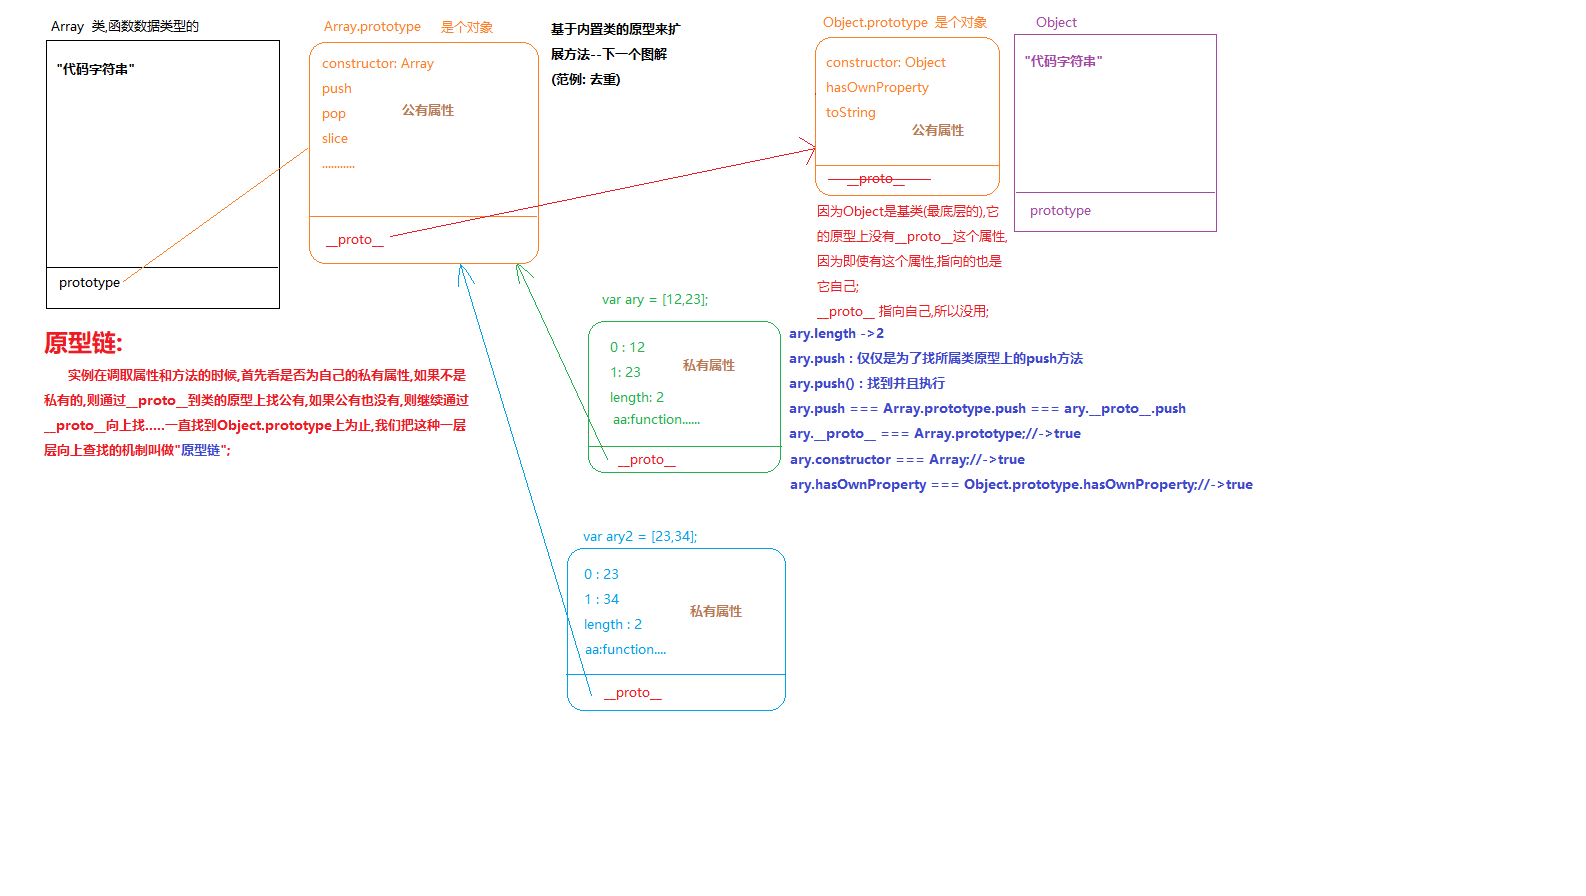 Array  类,函数数据类型的
"代码字符串"
prototype
Array.prototype     是个对象
constructor: Array
push
pop
slice
...........
公有属性
__proto__
基于内置类的原型来扩
展方法--下一个图解
(范例: 去重)
Object.prototype  是个对象
constructor: Object
hasOwnProperty
toString
公有属性
__proto__
Object
"代码字符串"
prototype
因为Object是基类(最底层的),它
的原型上没有__proto__这个属性,
因为即使有这个属性,指向的也是
它自己;
__proto__ 指向自己,所以没用;
原型链:
实例在调取属性和方法的时候,首先看是否为自己的私有属性,如果不是
私有的,则通过__proto__到类的原型上找公有,如果公有也没有,则继续通过
__proto__向上找.....一直找到Object.prototype上为止,我们把这种一层
层向上查找的机制叫做"原型链";
var ary = [12,23];
0 : 12
1: 23
length: 2
aa:function......
私有属性
__proto__
ary.length ->2
ary.push : 仅仅是为了找所属类原型上的push方法
ary.push() : 找到并且执行
ary.push === Array.prototype.push === ary.__proto__.push
ary.__proto__ === Array.prototype;//->true
ary.constructor === Array;//->true
ary.hasOwnProperty === Object.prototype.hasOwnProperty;//->true
var ary2 = [23,34];
0 : 23
1 : 34
length : 2
aa:function....
私有属性
__proto__